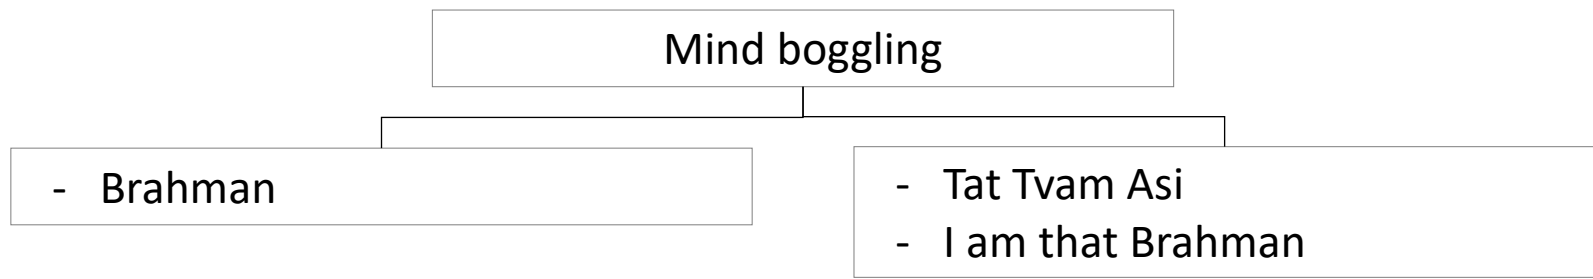 Mind boggling
- Brahman
- Tat Tvam Asi
- I am that Brahman